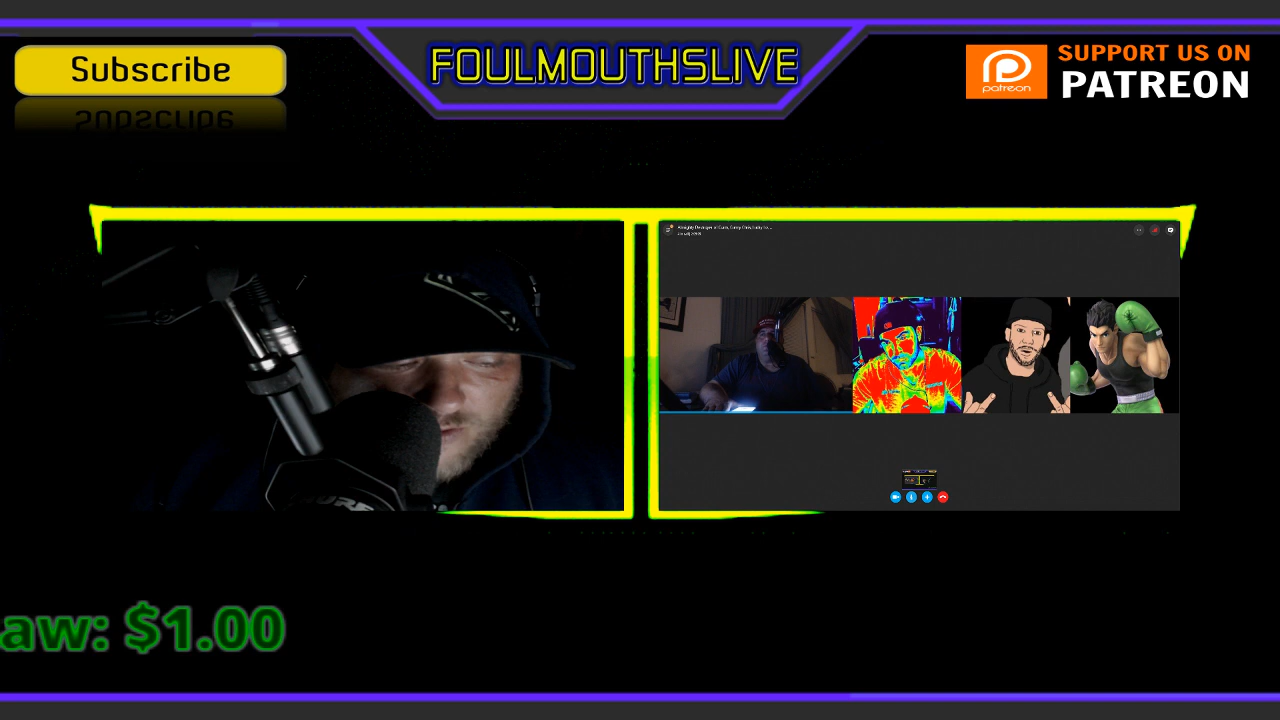 Subscribe
FOULMOUTHSLIVE
patreon
SUPPORT US ON
PATREON
aw: $1.00